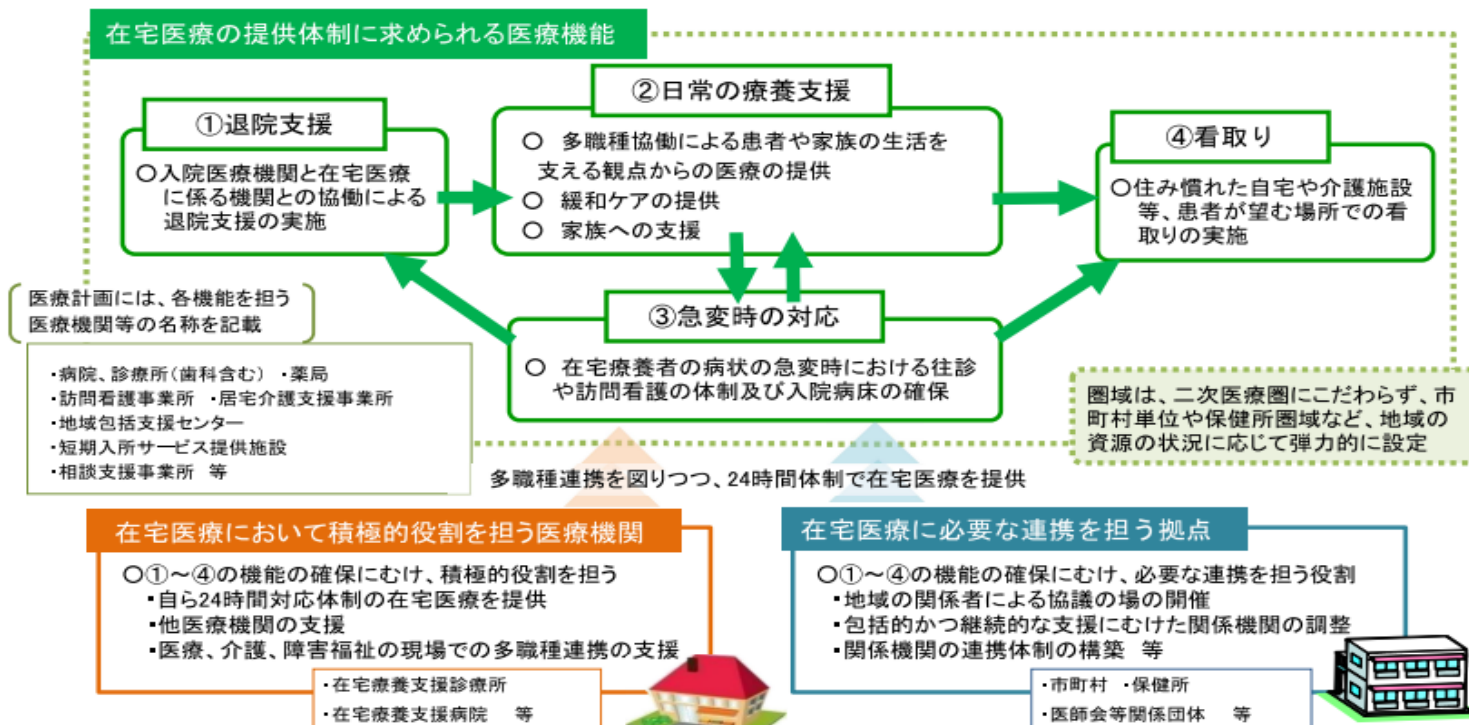 在宅医療の提供体制に求められる医療機能
①退院支援
○入院医療機関と在宅医療
に係る機関との協働による
退院支援の実施
②日常の療養支援
○ 多職種協働による患者や家族の生活を
支える観点からの医療の提供
○ 緩和ケアの提供
○ 家族への支援
④看取り
○住み慣れた自宅や介護施設
等、患者が望む場所での看
取りの実施
③急変時の対応
○ 在宅療養者の病状の急変時における往診
や訪問看護の体制及び入院病床の確保
医療計画には、各機能を担う
医療機関等の名称を記載
・病院、診療所(歯科含む) ・薬局
・訪問看護事業所 ・居宅介護支援事業所
・地域包括支援センター
・短期入所サービス提供施設
・相談支援事業所 等
圏域は、二次医療圏にこだわらず、市
町村単位や保健所圏域など、地域の
資源の状況に応じて弾力的に設定
多職種連携を図りつつ、24時間体制で在宅医療を提供
在宅医療において積極的役割を担う医療機関
○①~④の機能の確保にむけ、積極的役割を担う
・自ら24時間対応体制の在宅医療を提供
・他医療機関の支援
・医療、介護、障害福祉の現場での多職種連携の支援
・在宅療養支援診療所
・在宅療養支援病院 等
在宅医療に必要な連携を担う拠点
○①~④の機能の確保にむけ、必要な連携を担う役割
・地域の関係者による協議の場の開催
・包括的かつ継続的な支援にむけた関係機関の調整
・関係機関の連携体制の構築 等
・市町村 ・保健所
・医師会等関係団体 等